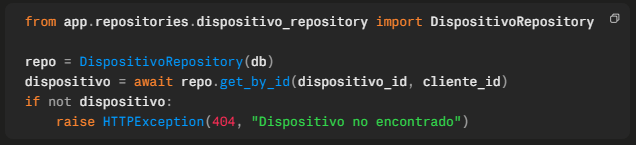 from app.repositories.dispositivo_repository import DispositivoRepository
repo = DispositivoRepository(db)
dispositivo = await repo.get_by_id(dispositivo_id, cliente_id)
if not dispositivo:
    raise HTTPException(404, "Dispositivo no encontrado")